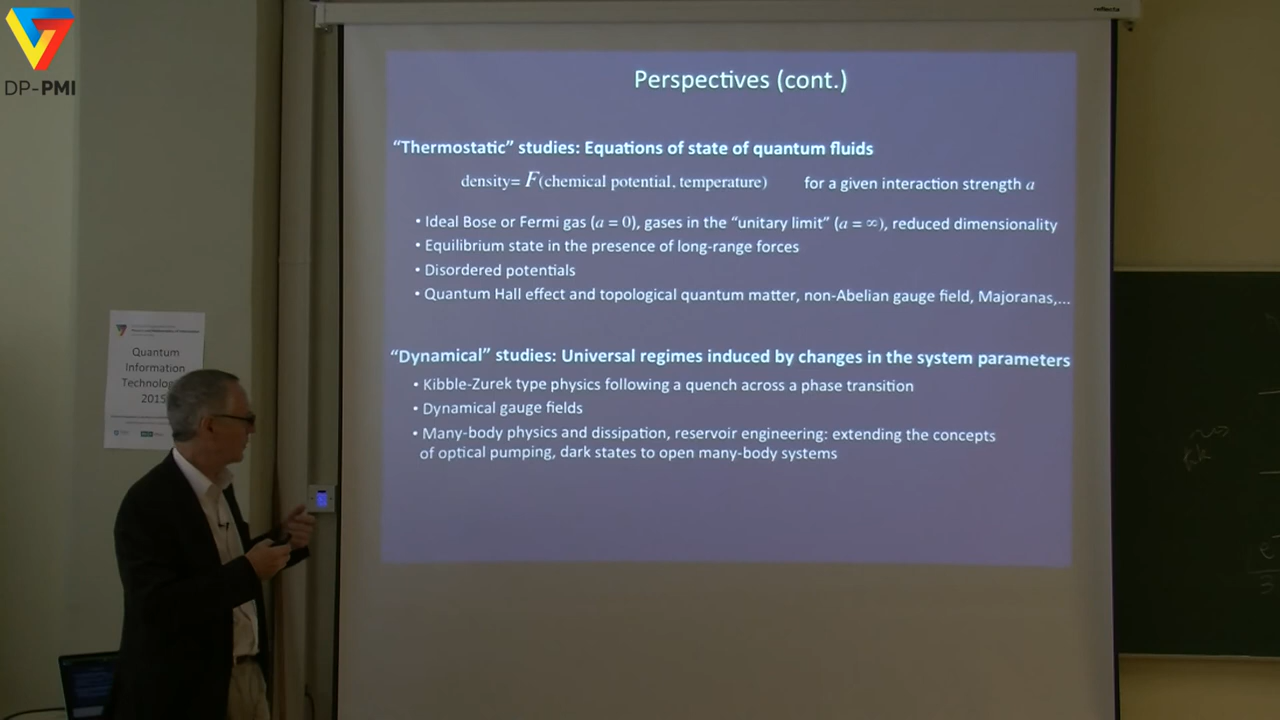 reflecta
DP-PMI
Perspectives (cont.)
“Thermostatic” studies: Equations of state of quantum fluids
density= F(chemical potential, temperature) for a given interaction strength a
• Ideal Bose or Fermi gas (a = 0), gases in the “unitary limit” (a = ∞), reduced dimensionality
• Equilibrium state in the presence of long-range forces
• Disordered potentials
• Quantum Hall effect and topological quantum matter, non-Abelian gauge field, Majoranas,...
“Dynamical” studies: Universal regimes induced by changes in the system parameters
• Kibble-Zurek type physics following a quench across a phase transition
• Dynamical gauge fields
• Many-body physics and dissipation, reservoir engineering: extending the concepts
of optical pumping, dark states to open many-body systems
Quantum
Information
2015